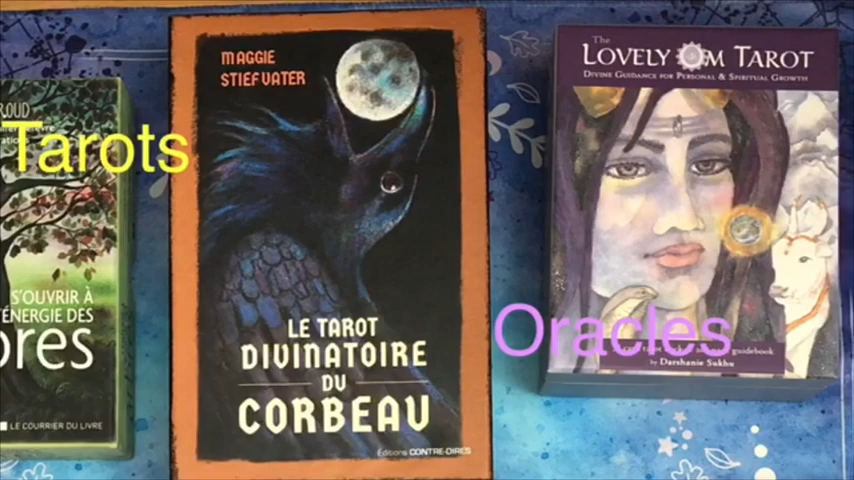 ROUD
Tarots
S'OUVRIR À
L'ÉNERGIE DES
LE COURRIER DU LIVRE
MAGGIE
STIEFVATER
LE TAROT
DIVINATOIRE
DU
CORBEAU
Éditions CONTRE-DIRES
The
LOVELY OM TAROT
DIVINE GUIDANCE FOR PERSONAL & SPIRITUAL GROWTH
Oracles
guidebook
by Darshanie Sukhu